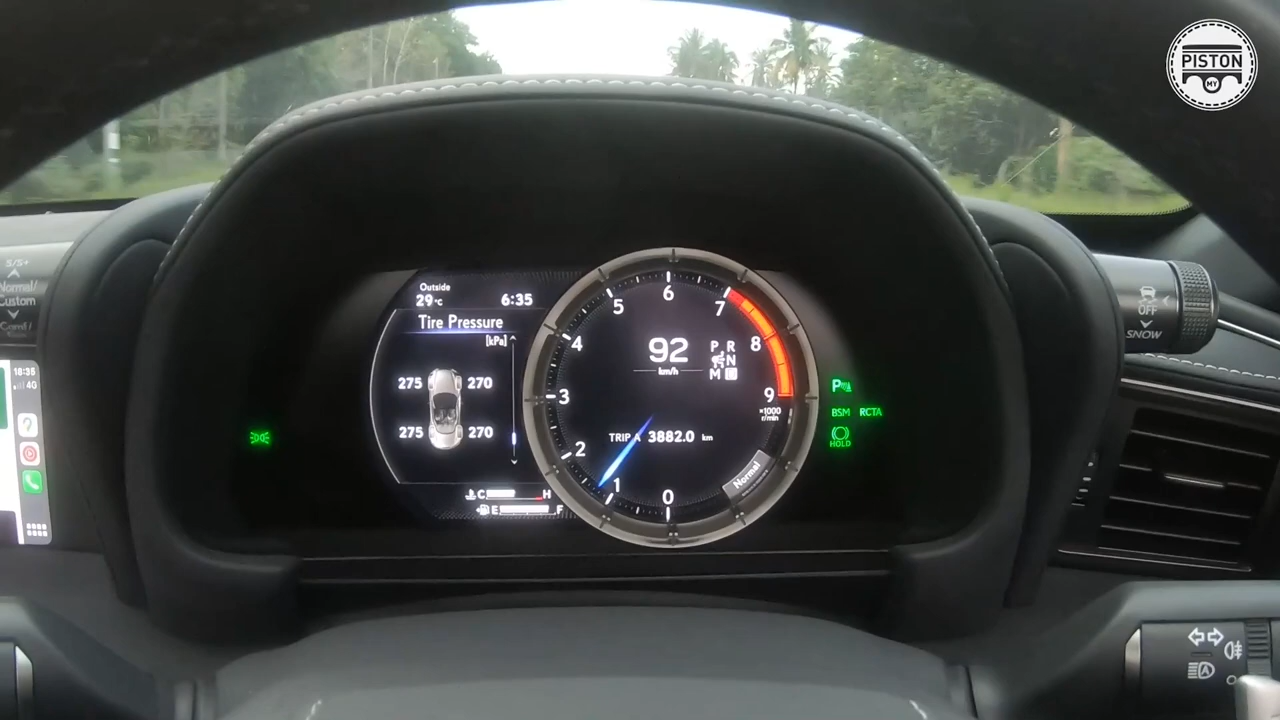 PISTON
MY
S/S+
Normal/
Custom
18:35
4G
Outside
29°C 6:35
Tire Pressure
[kPa]
275 270
275 270
C H
E F
0
1
2
3
4
5
6
7
8
9
×1000
r/min
92
km/h
P R
N
M D
TRIP A 3882.0 km
Normal
P
BSM RCTA
HOLD
OFF
SNOW